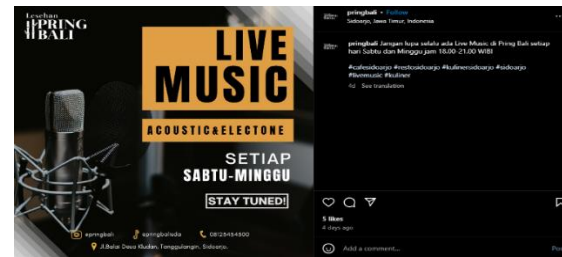 Lesehan
PRING
BALI
LIVE
MUSIC
ACOUSTIC&ELECTONE
SETIAP
SABTU-MINGGU
STAY TUNED!
pringbali
Jl.Balai Desa Kludan, Tanggulangin, Sidoarjo.
pringbali • Follow
Sidoarjo, Jawa Timur, Indonesia
pringbali Jangan lupa selalu ada Live Music di Pring Bali setiap
hari Sabtu dan Minggu jam 18.00-21.00 WIB!
#cafesidoarjo #restosidoarjo #kulinersidoarjo #sidoarjo
#livemusic #kuliner
4d See translation
5 likes
4 days ago
Add a comment...